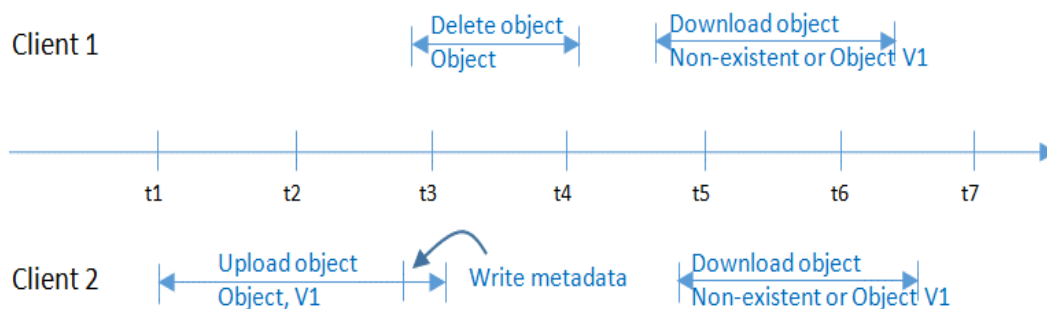 Client 1
Delete object
Object
Download object
Non-existent or Object V1
t1 t2 t3 t4 t5 t6 t7
Client 2
Upload object
Object, V1
Write metadata
Download object
Non-existent or Object V1